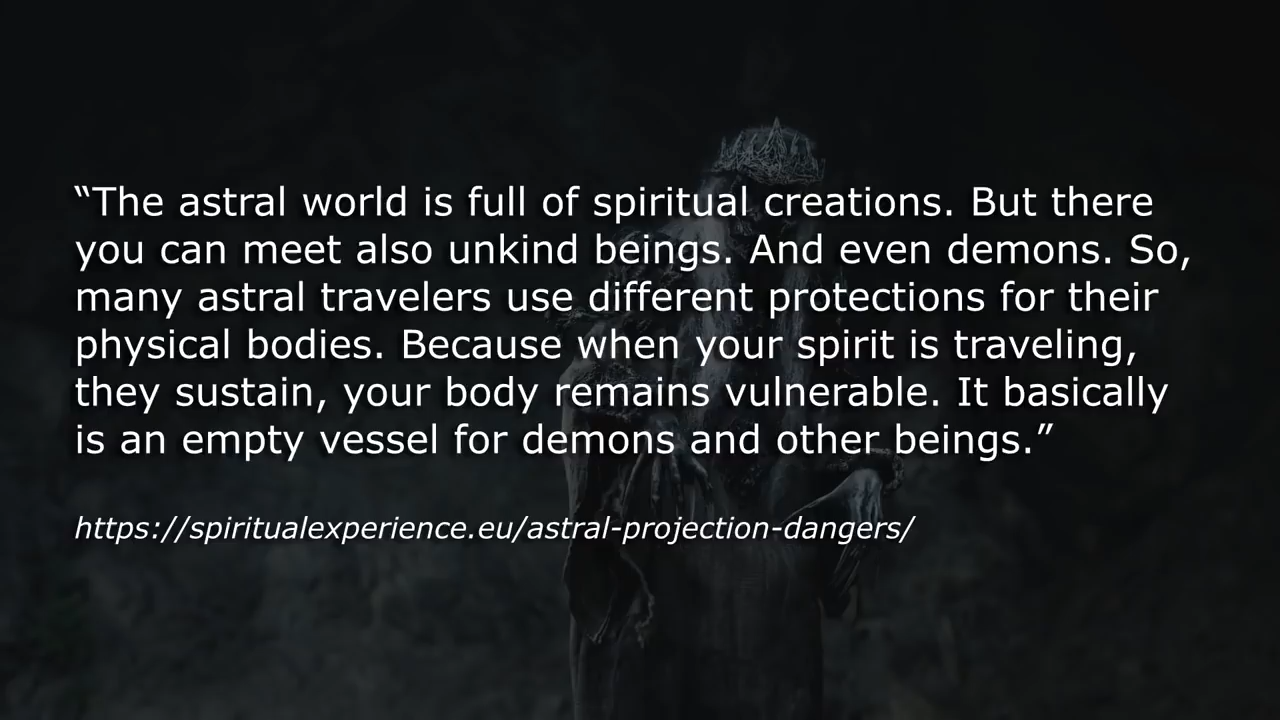 “The astral world is full of spiritual creations. But there
you can meet also unkind beings. And even demons. So,
many astral travelers use different protections for their
physical bodies. Because when your spirit is traveling,
they sustain, your body remains vulnerable. It basically
is an empty vessel for demons and other beings.”
https://spiritualexperience.eu/astral-projection-dangers/